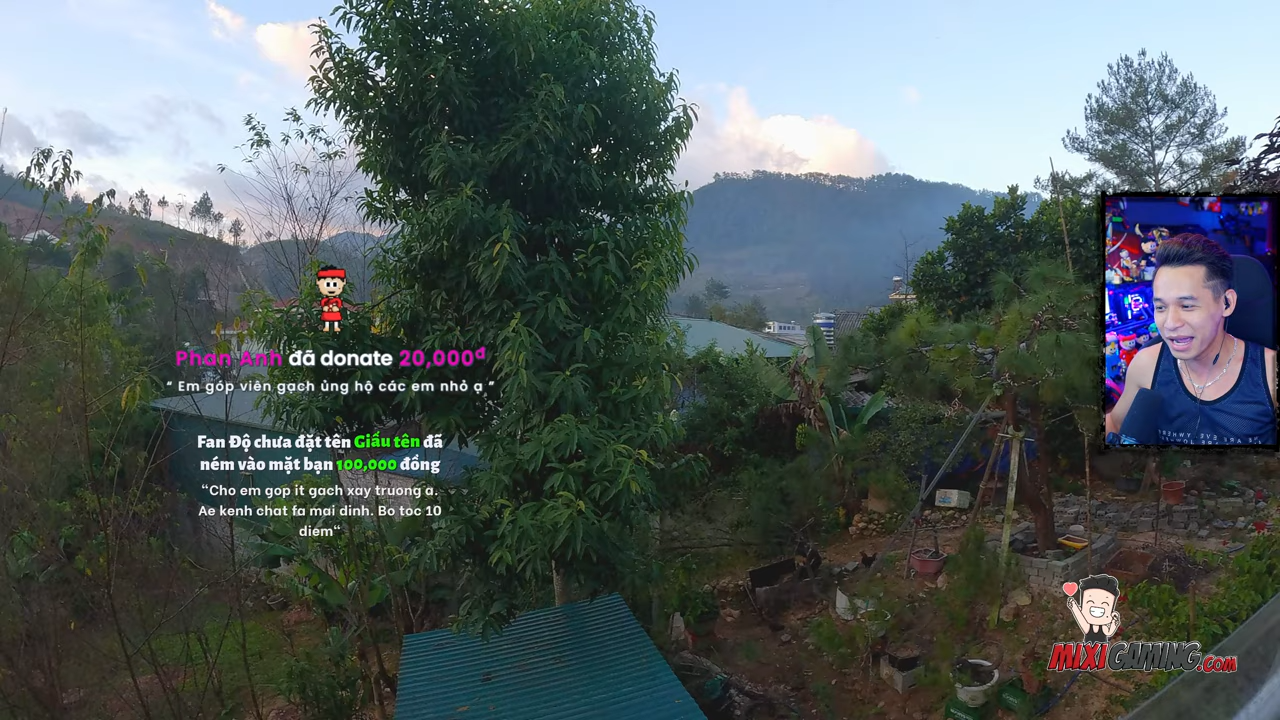 Phan Anh đã donate 20,000đ
“ Em góp viên gạch ủng hộ các em nhỏ ạ ”
Fan Độ chưa đặt tên Giấu tên đã
ném vào mặt bạn 100,000 đồng
“Cho em gop it gach xay truong a.
Ae kenh chat fa mai dinh. Bo toc 10
diem“
MIXIGAMING.com